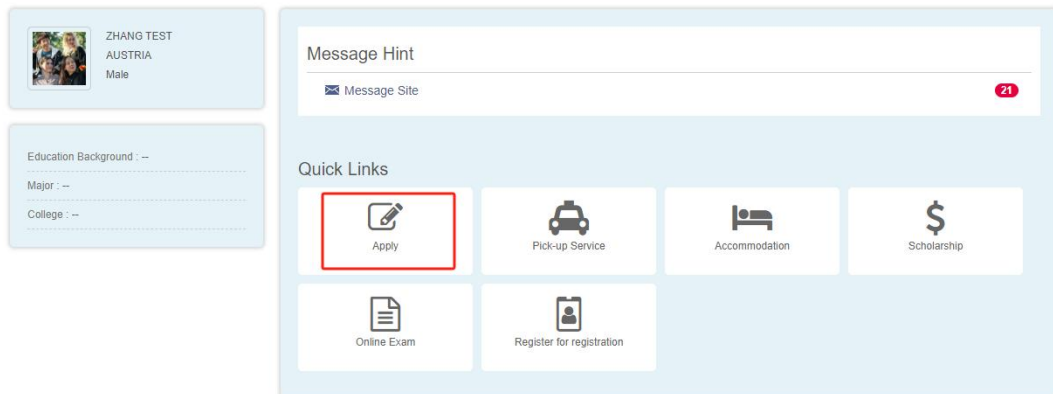 ZHANG TEST
AUSTRIA
Male
Education Background : --
Major : --
College : --
Message Hint
Message Site
21
Quick Links
Apply
Pick-up Service
Accommodation
Scholarship
Online Exam
Register for registration